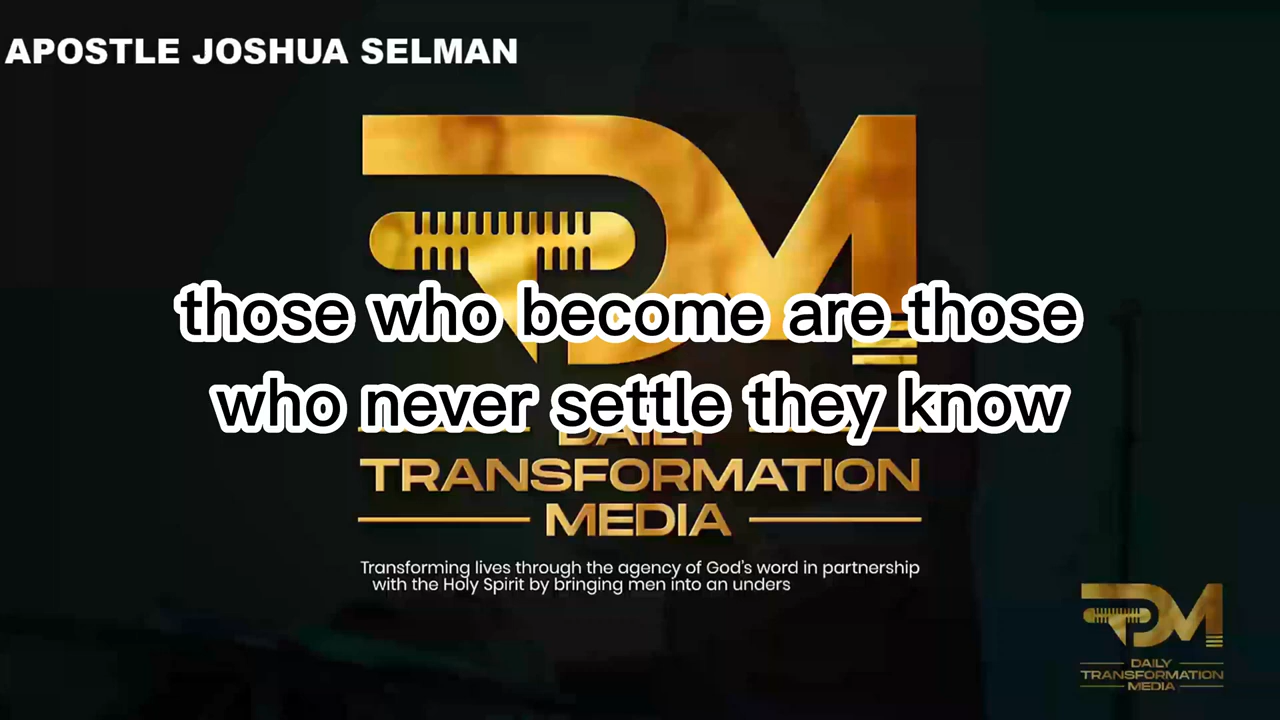 APOSTLE JOSHUA SELMAN
those who become are those
who never settle they know
DAILY
TRANSFORMATION
MEDIA
Transforming lives through the agency of God's word in partnership
with the Holy Spirit by bringing men into an unders
DAILY
TRANSFORMATION
MEDIA